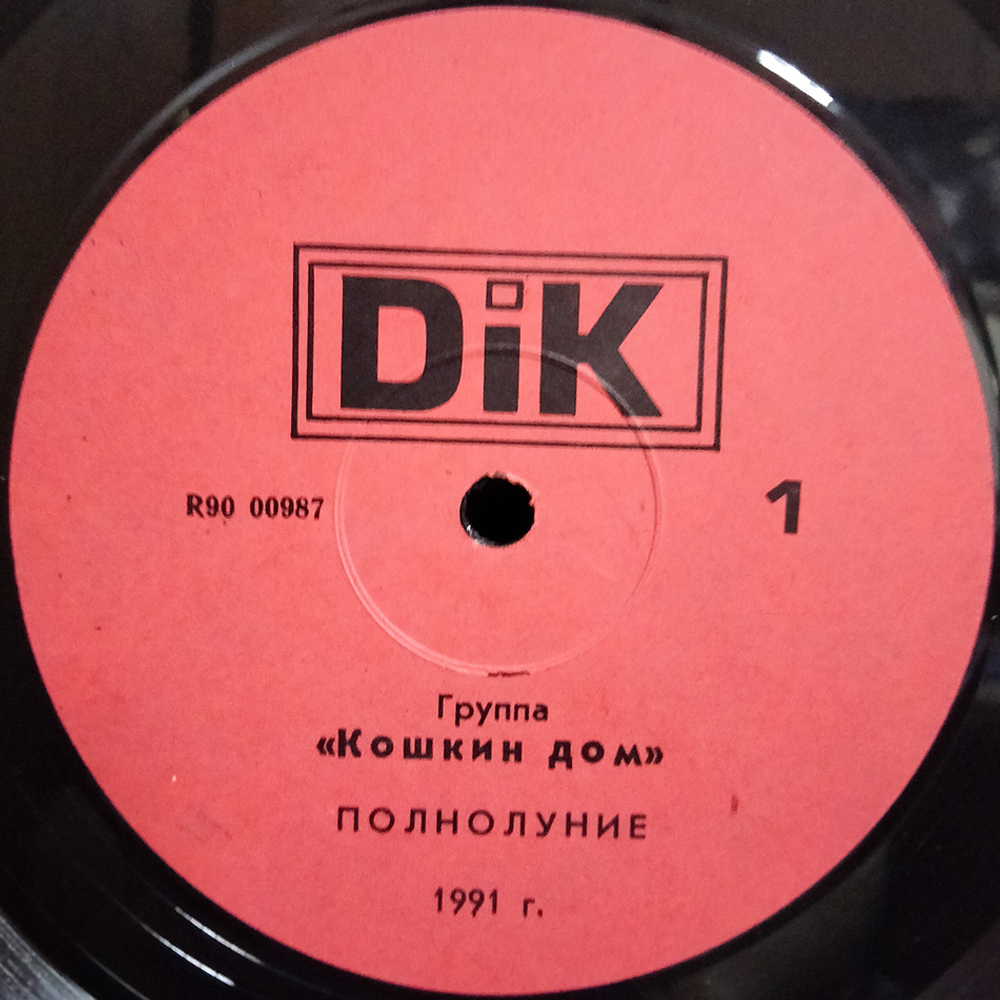 DiK
R90 00987
1
Группа
«Кошкин дом»
ПОЛНОЛУНИЕ
1991 г.